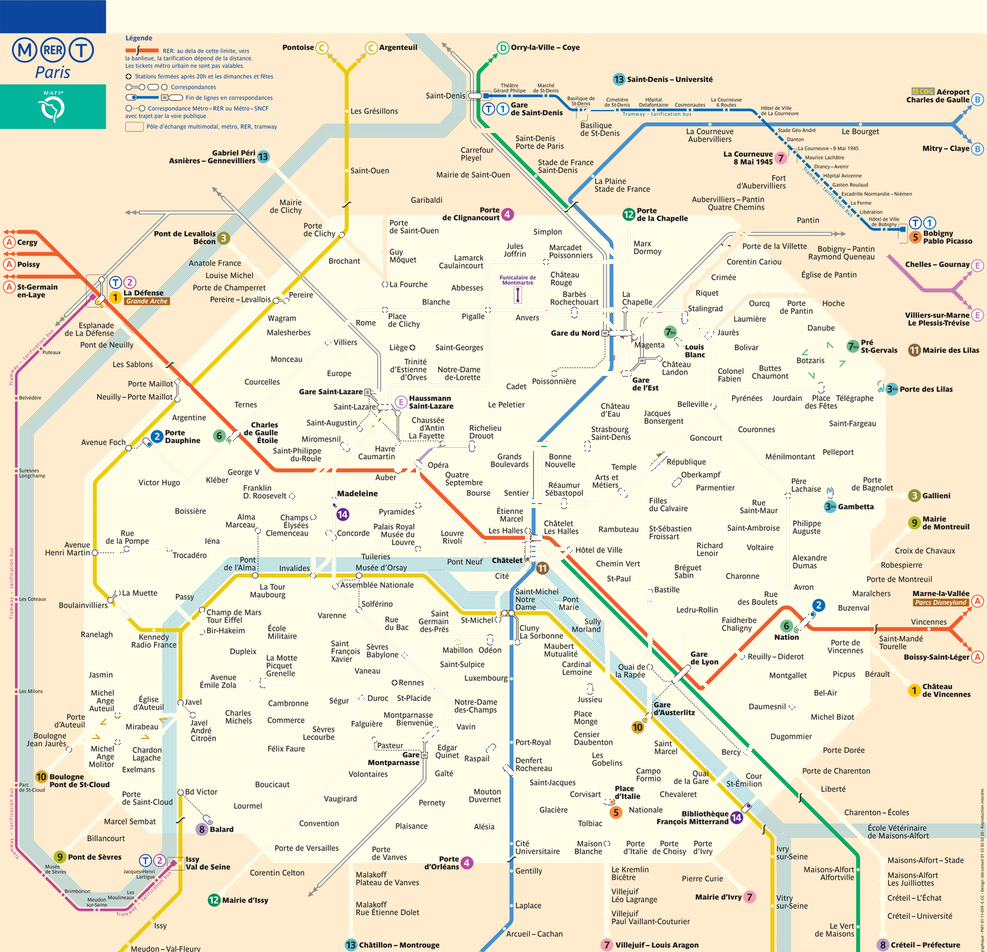 M RER T
Paris
RATP
Légende
RER: au dela de cette limite, vers
la banlieue, la tarification dépend de la distance.
Les tickets métro urbain ne sont pas valables.
Stations fermées après 20h et les dimanches et fêtes
Correspondances
Fin de lignes en correspondances
Correspondance Métro – RER ou Métro – SNCF
avec trajet par la voie publique
Pôle d'échange multimodal, métro, RER, tramway
Pontoise C
C Argenteuil
D Orry-la-Ville – Coye
13 Saint-Denis – Université
CDG Aéroport
Charles de Gaulle B
Mitry – Claye B
Saint-Denis
T 1 Gare
de Saint-Denis
Théâtre
Gérard Philipe
Marché
de St-Denis
Basilique de
St-Denis
Basilique
de St-Denis
Cimetière
de St-Denis
Hôpital
Delafontaine
Cosmonautes
La Courneuve
6 Routes
Tramway - tarification bus
Hôtel de Ville
de La Courneuve
Stade Géo André
Danton
La Courneuve – 8 Mai 1945
Maurice Lachâtre
Drancy – Avenir
Hôpital Avicenne
Gaston Roulaud
Escadrille Normandie – Niémen
La Ferme
Libération
Hôtel de Ville
de Bobigny
Tramway - tarification bus
T 1
5 Bobigny
Pablo Picasso
Les Grésillons
Saint-Ouen
Gabriel Péri
Asnières – Gennevilliers 13
Mairie
de Clichy
Porte
de Clichy
Brochant
Carrefour
Pleyel
Mairie de Saint-Ouen
Garibaldi
Porte
de Saint-Ouen
Guy
Môquet
La Fourche
Saint-Denis
Porte de Paris
Stade de France
Saint-Denis
La Plaine
Stade de France
La Courneuve
Aubervilliers
Le Bourget
La Courneuve
8 Mai 1945 7
Fort
d'Aubervilliers
Aubervilliers – Pantin
Quatre Chemins
Pantin
Porte de la Villette
Bobigny – Pantin
Raymond Queneau
Église de Pantin
Hoche
Porte de
Pantin
Ourcq
Corentin Cariou
Crimée
Riquet
Stalingrad
Laumière
Jaurès
Danube
Botzaris
Bolivar
Buttes
Chaumont
Colonel
Fabien
7bis Louis
Blanc
7bis Pré
St-Gervais
Place
des Fêtes
Jourdain
Pyrénées
Télégraphe
11 Mairie des Lilas
3bis Porte des Lilas
Saint-Fargeau
Pelleport
Chelles – Gournay E
Villiers-sur-Marne
Le Plessis-Trévise E
Porte
de Clignancourt 4
12 Porte
de la Chapelle
Simplon
Marx
Dormoy
Jules
Joffrin
Marcadet
Poissonniers
Lamarck
Caulaincourt
Abbesses
Funiculaire de
Montmartre
Château
Rouge
Barbès
Rochechouart
La
Chapelle
Blanche
Place
de Clichy
Pigalle
Anvers
Gare du Nord
Magenta
Château
Landon
Gare
de l'Est
Poissonnière
Cadet
Le Peletier
Château
d'Eau
Jacques
Bonsergent
Belleville
Goncourt
Couronnes
Ménilmontant
Strasbourg
Saint-Denis
A Cergy
A Poissy
A St-Germain
en-Laye
T 2
1 La Défense
Grande Arche
Esplanade
de La Défense
Pont de Neuilly
Les Sablons
Porte Maillot
Neuilly – Porte Maillot
Argentine
Avenue Foch
2 Porte
Dauphine
6 Charles
de Gaulle
Étoile
Victor Hugo
Kléber
Boissière
Pont de Levallois
Bécon 3
Anatole France
Louise Michel
Porte de Champerret
Pereire – Levallois
Pereire
Wagram
Malesherbes
Monceau
Courcelles
Ternes
Rome
Villiers
Europe
Liège
Saint-Georges
Trinité
d'Estienne
d'Orves
Notre-Dame-
de-Lorette
Gare Saint-Lazare
Saint-Lazare
E Haussmann
Saint-Lazare
Saint-Augustin
Miromesnil
Saint-Philippe
du-Roule
Havre
Caumartin
Chaussée
d'Antin
La Fayette
Richelieu
Drouot
Auber
Opéra
Quatre
Septembre
Grands
Boulevards
Bonne
Nouvelle
Bourse
Sentier
Réaumur
Sébastopol
Arts et
Métiers
Temple
République
Oberkampf
Parmentier
Filles
du Calvaire
Rue
Saint-Maur
Père
Lachaise
Porte
de Bagnolet
3bis Gambetta
3 Gallieni
9 Mairie
de Montreuil
Croix de Chavaux
Robespierre
Porte de Montreuil
Maraîchers
Buzenval
Avron
Alexandre
Dumas
Philippe
Auguste
Saint-Ambroise
Voltaire
Charonne
Rue
des Boulets
St-Sébastien
Froissart
Richard
Lenoir
Chemin Vert
Bréguet
Sabin
Rambuteau
Hôtel de Ville
St-Paul
Bastille
Ledru-Rollin
Faidherbe
Chaligny
George V
Franklin
D. Roosevelt
Madeleine
14
Alma
Marceau
Champs
Élysées
Clemenceau
Concorde
Pyramides
Palais Royal
Musée du
Louvre
Louvre
Rivoli
Étienne
Marcel
Les Halles
Châtelet
Les Halles
Châtelet
11
Pont Neuf
Cité
Avenue
Henri Martin
Rue
de la Pompe
Iéna
Trocadéro
Pont
de l'Alma
Invalides
Tuileries
Musée d'Orsay
Assemblée Nationale
Solférino
La Tour
Maubourg
La Muette
Boulainvilliers
Passy
Champ de Mars
Tour Eiffel
Bir-Hakeim
Ranelagh
Kennedy
Radio France
Dupleix
École
Militaire
La Motte
Picquet
Grenelle
Varenne
Rue
du Bac
Saint
Germain
des-Prés
Saint-Michel
Notre
Dame
St-Michel
Cluny
La Sorbonne
Maubert
Mutualité
Cardinal
Lemoine
Pont
Marie
Sully
Morland
Saint
François
Xavier
Sèvres
Babylone
Mabillon
Odéon
Saint-Sulpice
Vaneau
Rennes
Duroc
St-Placide
Ségur
Luxembourg
Notre-Dame
des-Champs
Jussieu
Place
Monge
Censier
Daubenton
Les
Gobelins
Quai de
la Rapée
Gare
de Lyon
Gare
d'Austerlitz
10
Saint
Marcel
Campo
Formio
Reuilly – Diderot
6 Nation
2
Montgallet
Daumesnil
Bel-Air
Picpus
Porte de
Vincennes
Saint-Mandé
Tourelle
Bérault
1 Château
de Vincennes
Vincennes
Marne-la-Vallée
Parcs Disneyland A
Boissy-Saint-Léger A
Michel Bizot
Dugommier
Porte Dorée
Porte de Charenton
Liberté
Charenton – Écoles
École Vétérinaire
de Maisons-Alfort
Bercy
Cour
St-Émilion
Quai
de la Gare
Chevaleret
Bibliothèque
François Mitterrand 14
Jasmin
Michel
Ange
Auteuil
Église
d'Auteuil
Javel
Javel
André
Citroën
Mirabeau
Porte
d'Auteuil
Boulogne
Jean Jaurès
10 Boulogne
Pont de St-Cloud
Michel
Ange
Molitor
Chardon
Lagache
Exelmans
Porte
de Saint-Cloud
Marcel Sembat
Billancourt
9 Pont de Sèvres
Bd Victor
8 Balard
Lourmel
Boucicaut
Félix Faure
Commerce
Charles
Michels
Avenue
Émile Zola
Cambronne
Sèvres
Lecourbe
Falguière
Montparnasse
Bienvenüe
Pasteur
Gare
Montparnasse
Volontaires
Vaugirard
Convention
Porte de Versailles
Corentin Celton
12 Mairie d'Issy
Edgar
Quinet
Vavin
Raspail
Gaîté
Pernety
Plaisance
Porte
de Vanves
Malakoff
Plateau de Vanves
Malakoff
Rue Étienne Dolet
13 Châtillon – Montrouge
Port-Royal
Denfert
Rochereau
Mouton
Duvernet
Alésia
Porte
d'Orléans 4
Saint-Jacques
Glacière
Corvisart
Place
d'Italie
5
Nationale
Tolbiac
Maison
Blanche
Porte
d'Italie
Porte
de Choisy
Porte
d'Ivry
Cité
Universitaire
Gentilly
Laplace
Arcueil – Cachan
Le Kremlin
Bicêtre
Villejuif
Léo Lagrange
Villejuif
Paul Vaillant-Couturier
7 Villejuif – Louis Aragon
Pierre Curie
Mairie d'Ivry 7
Ivry
sur-Seine
Vitry
sur-Seine
Maisons-Alfort
Alfortville
Le Vert
de Maisons
Maisons-Alfort – Stade
Maisons-Alfort
Les Juilliottes
Créteil – L'Échat
Créteil – Université
8 Créteil – Préfecture
Puteaux
Belvédère
Suresnes
Longchamp
Les Coteaux
Les Milons
Parc
de St-Cloud
Musée
de Sèvres
Brimborion
Meudon
sur-Seine
Les
Moulineaux
Jacques-Henri
Lartigue
T 2 Issy
Val de Seine
Tramway - tarification bus
Issy
Meudon – Val-Fleury